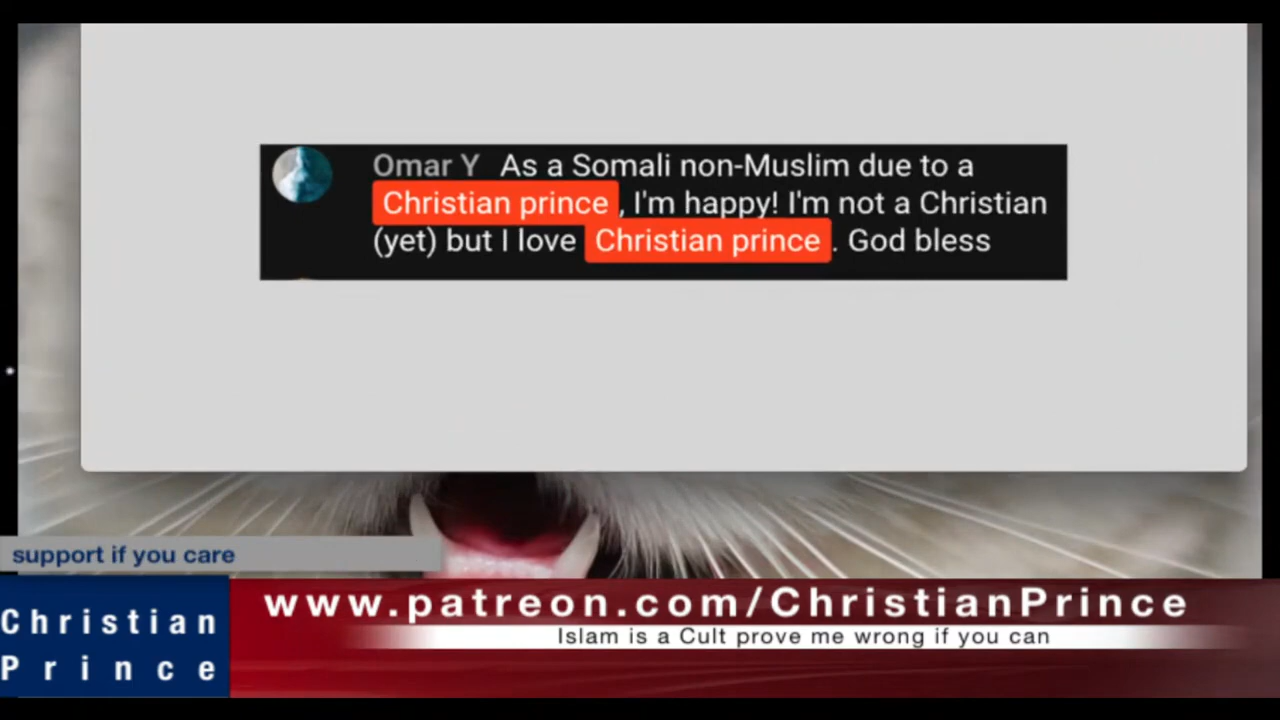 Omar Y As a Somali non-Muslim due to a
Christian prince, I'm happy! I'm not a Christian
(yet) but I love Christian prince. God bless
support if you care
Christian
Prince
www.patreon.com/ChristianPrince
Islam is a Cult prove me wrong if you can